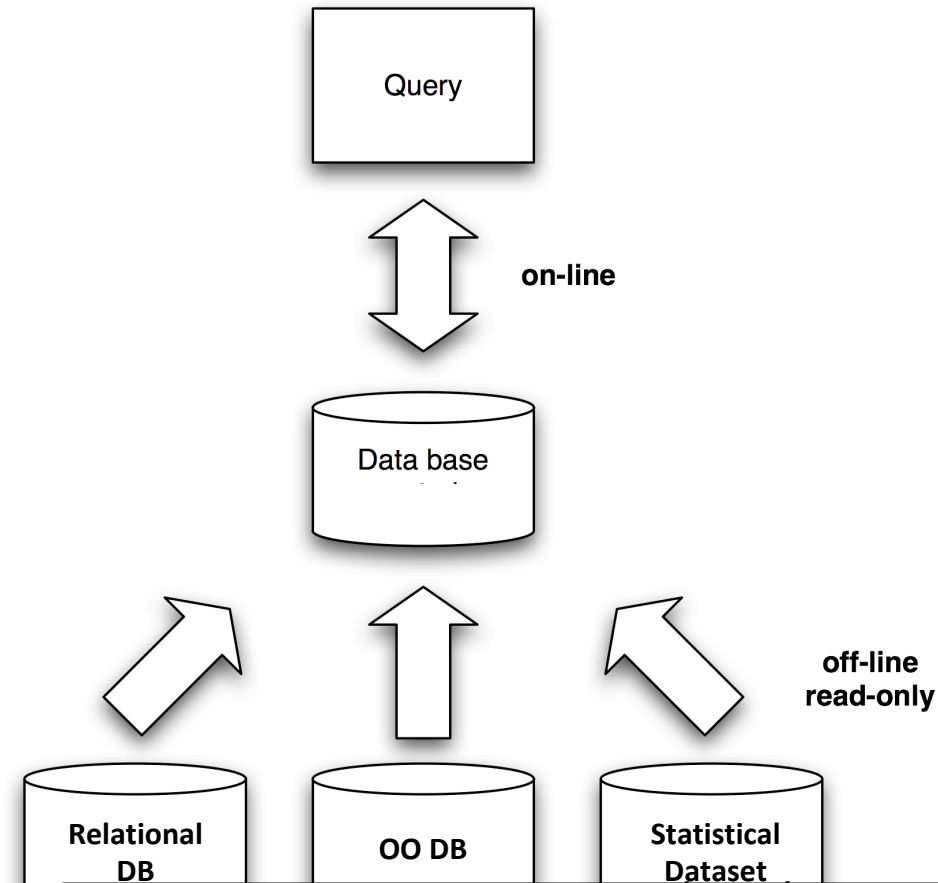 Query
on-line
Data base
off-line
read-only
Relational
DB
OO DB
Statistical
Dataset